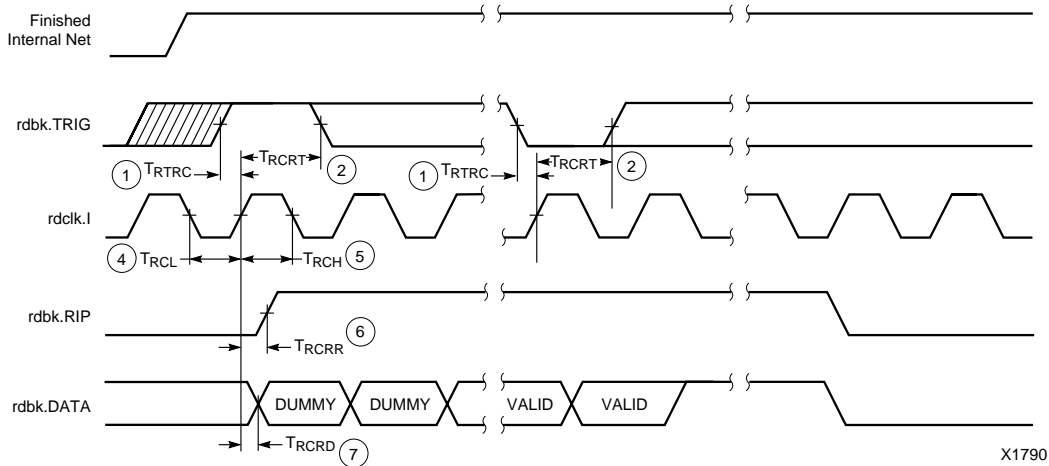 Finished
Internal Net
rdbk.TRIG
1 TRTRC TRCRT 2 1 TRTRC TRCRT 2
rdclk.I
4 TRCL TRCH 5
rdbk.RIP
TRCRR 6
rdbk.DATA DUMMY DUMMY VALID VALID
TRCRD 7
X1790